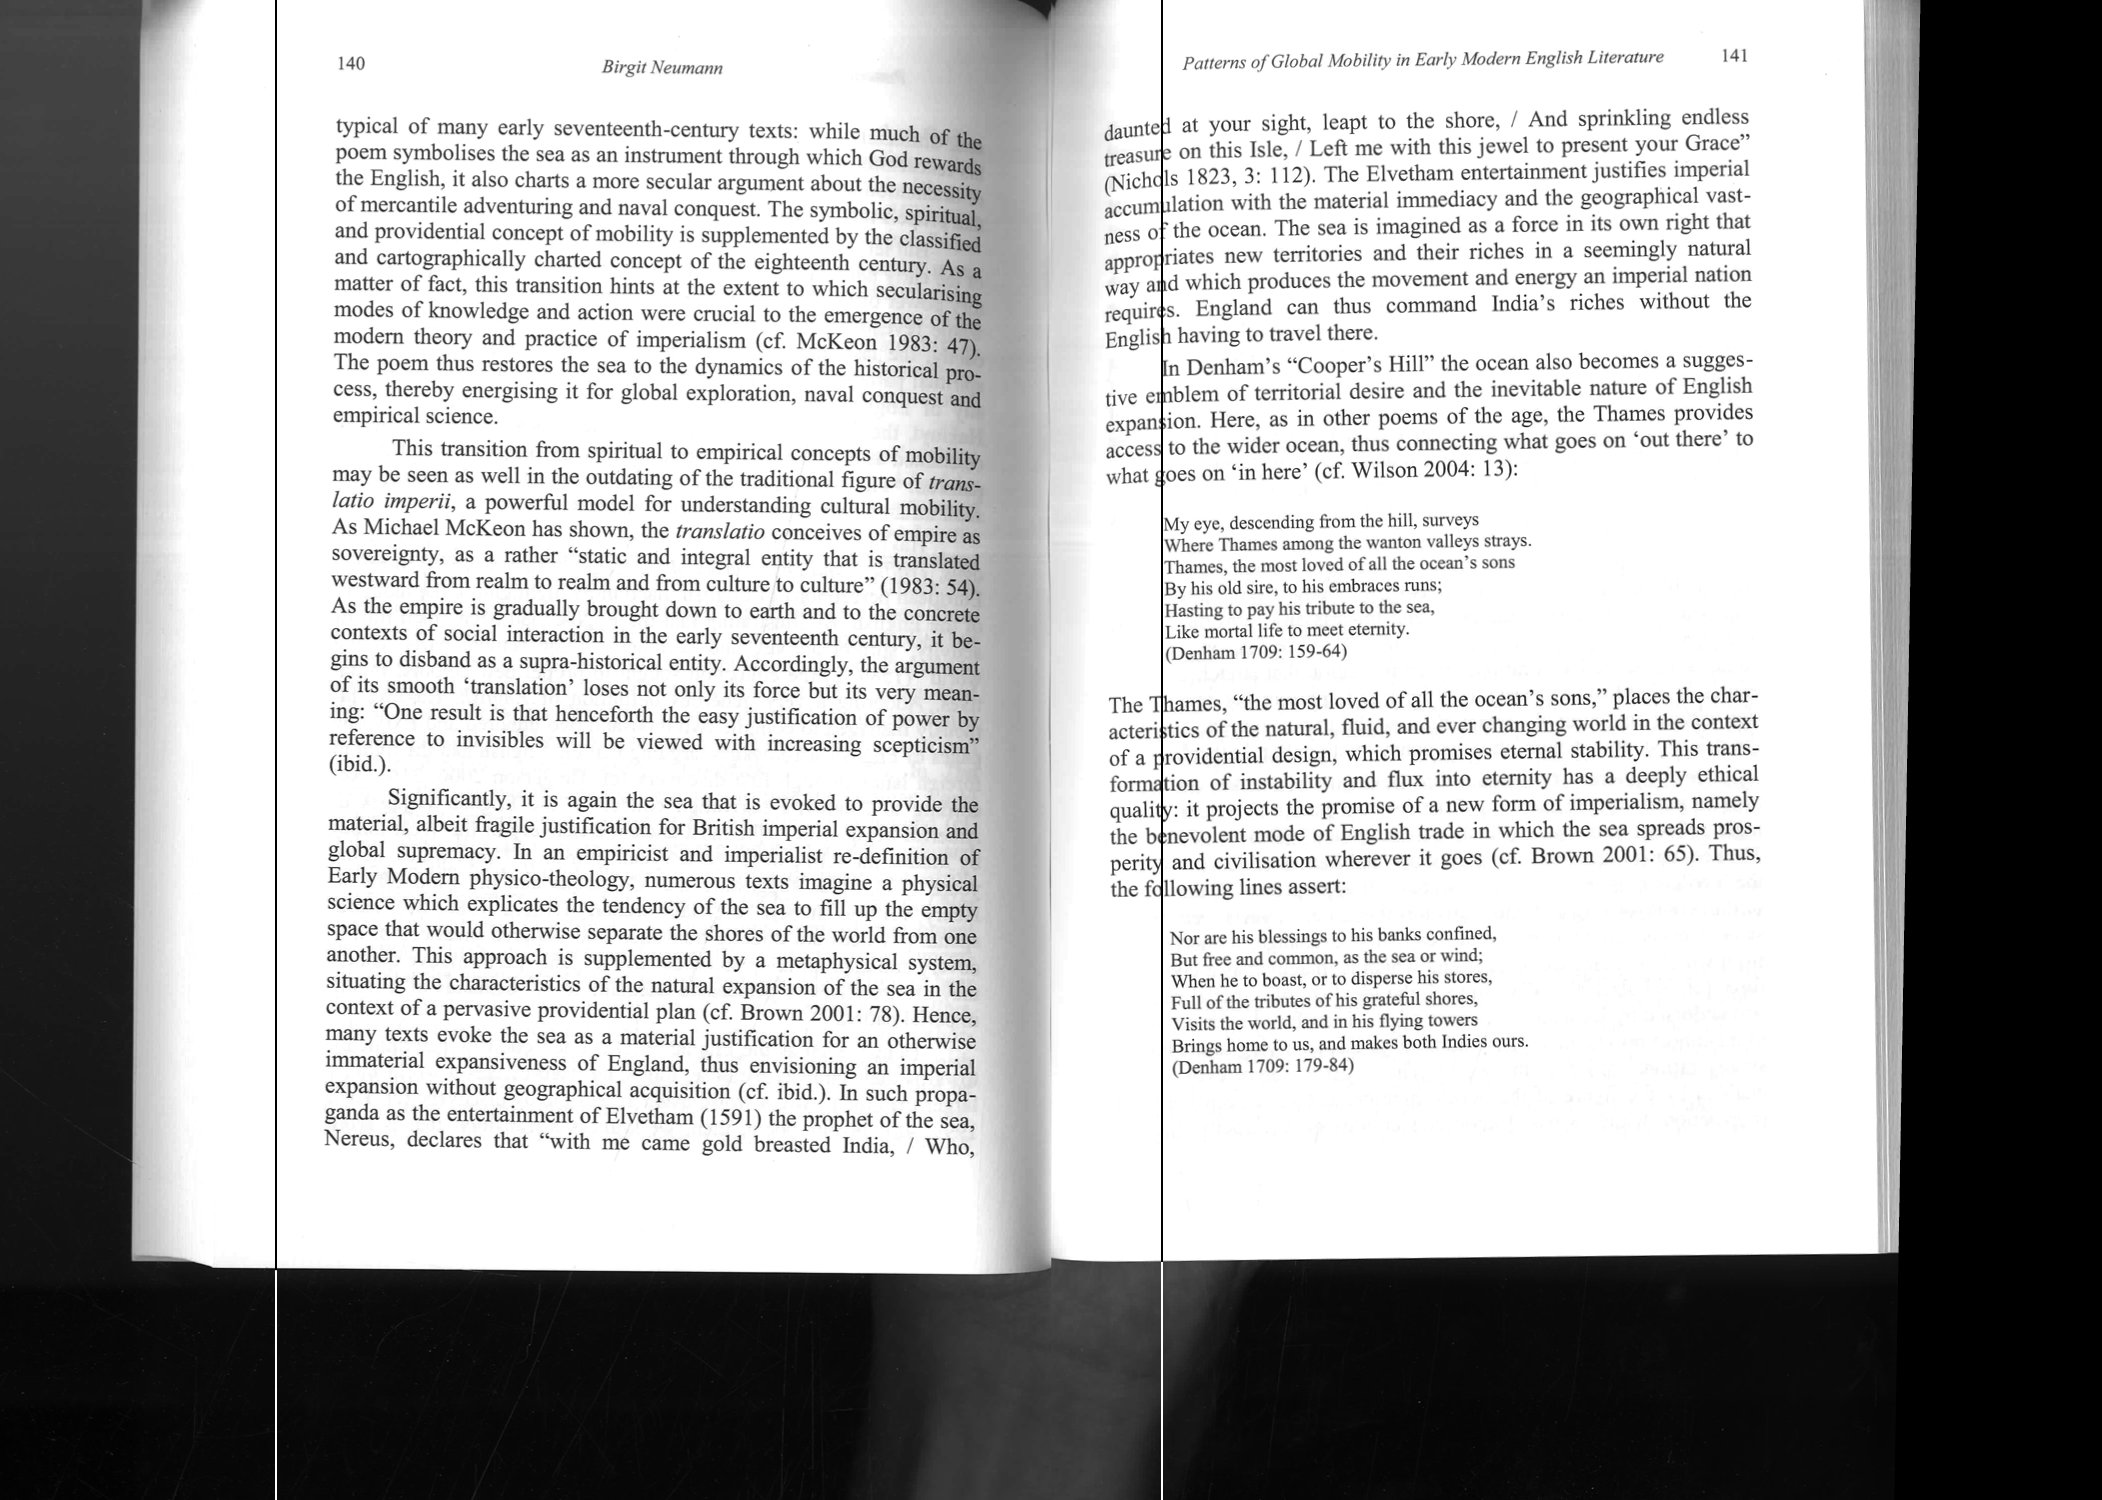 140
Birgit Neumann
typical of many early seventeenth-century texts: while much of the
poem symbolises the sea as an instrument through which God rewards
the English, it also charts a more secular argument about the necessity
of mercantile adventuring and naval conquest. The symbolic, spiritual,
and providential concept of mobility is supplemented by the classified
and cartographically charted concept of the eighteenth century. As a
matter of fact, this transition hints at the extent to which secularising
modes of knowledge and action were crucial to the emergence of the
modern theory and practice of imperialism (cf. McKeon 1983: 47).
The poem thus restores the sea to the dynamics of the historical pro-
cess, thereby energising it for global exploration, naval conquest and
empirical science.
This transition from spiritual to empirical concepts of mobility
may be seen as well in the outdating of the traditional figure of trans-
latio imperii, a powerful model for understanding cultural mobility.
As Michael McKeon has shown, the translatio conceives of empire as
sovereignty, as a rather “static and integral entity that is translated
westward from realm to realm and from culture to culture” (1983: 54).
As the empire is gradually brought down to earth and to the concrete
contexts of social interaction in the early seventeenth century, it be-
gins to disband as a supra-historical entity. Accordingly, the argument
of its smooth ‘translation’ loses not only its force but its very mean-
ing: “One result is that henceforth the easy justification of power by
reference to invisibles will be viewed with increasing scepticism”
(ibid.).
Significantly, it is again the sea that is evoked to provide the
material, albeit fragile justification for British imperial expansion and
global supremacy. In an empiricist and imperialist re-definition of
Early Modern physico-theology, numerous texts imagine a physical
science which explicates the tendency of the sea to fill up the empty
space that would otherwise separate the shores of the world from one
another. This approach is supplemented by a metaphysical system,
situating the characteristics of the natural expansion of the sea in the
context of a pervasive providential plan (cf. Brown 2001: 78). Hence,
many texts evoke the sea as a material justification for an otherwise
immaterial expansiveness of England, thus envisioning an imperial
expansion without geographical acquisition (cf. ibid.). In such propa-
ganda as the entertainment of Elvetham (1591) the prophet of the sea,
Nereus, declares that “with me came gold breasted India, / Who,
Patterns of Global Mobility in Early Modern English Literature
141
daunted at your sight, leapt to the shore, / And sprinkling endless
treasure on this Isle, / Left me with this jewel to present your Grace”
(Nichols 1823, 3: 112). The Elvetham entertainment justifies imperial
accumulation with the material immediacy and the geographical vast-
ness of the ocean. The sea is imagined as a force in its own right that
appropriates new territories and their riches in a seemingly natural
way and which produces the movement and energy an imperial nation
requires. England can thus command India’s riches without the
English having to travel there.
In Denham’s “Cooper’s Hill” the ocean also becomes a sugges-
tive emblem of territorial desire and the inevitable nature of English
expansion. Here, as in other poems of the age, the Thames provides
access to the wider ocean, thus connecting what goes on ‘out there’ to
what goes on ‘in here’ (cf. Wilson 2004: 13):
My eye, descending from the hill, surveys
Where Thames among the wanton valleys strays.
Thames, the most loved of all the ocean’s sons
By his old sire, to his embraces runs;
Hasting to pay his tribute to the sea,
Like mortal life to meet eternity.
(Denham 1709: 159-64)
The Thames, “the most loved of all the ocean’s sons,” places the char-
acteristics of the natural, fluid, and ever changing world in the context
of a providential design, which promises eternal stability. This trans-
formation of instability and flux into eternity has a deeply ethical
quality: it projects the promise of a new form of imperialism, namely
the benevolent mode of English trade in which the sea spreads pros-
perity and civilisation wherever it goes (cf. Brown 2001: 65). Thus,
the following lines assert:
Nor are his blessings to his banks confined,
But free and common, as the sea or wind;
When he to boast, or to disperse his stores,
Full of the tributes of his grateful shores,
Visits the world, and in his flying towers
Brings home to us, and makes both Indies ours.
(Denham 1709: 179-84)